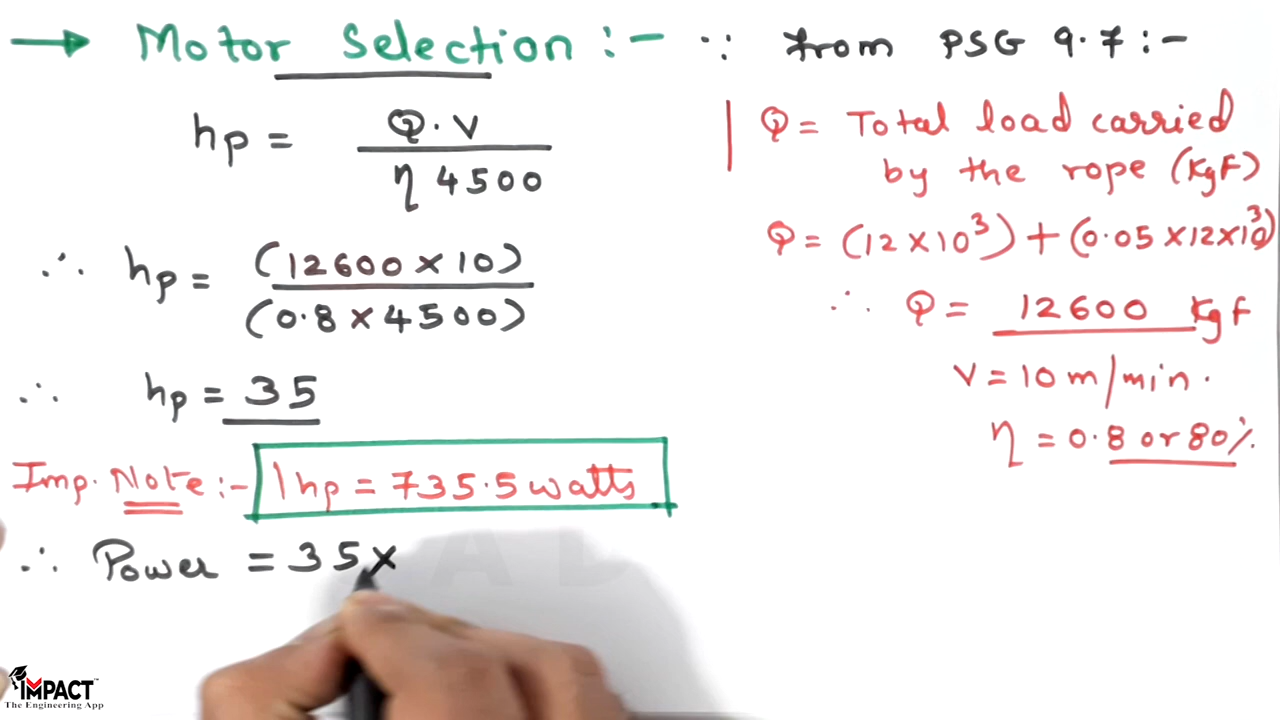 → Motor Selection :- ∵ from PSG 9.7 :-
hp = Q.V / η 4500
∴ hp = (12600 × 10) / (0.8 × 4500)
∴ hp = 35
Imp. Note :- 1 hp = 735.5 watts
∴ Power = 35 ×
Q = Total load carried
by the rope (KgF)
Q = (12 × 10³) + (0.05 × 12 × 10³)
∴ Q = 12600 KgF
V = 10 m/min.
η = 0.8 or 80%.
IMPACT
The Engineering App